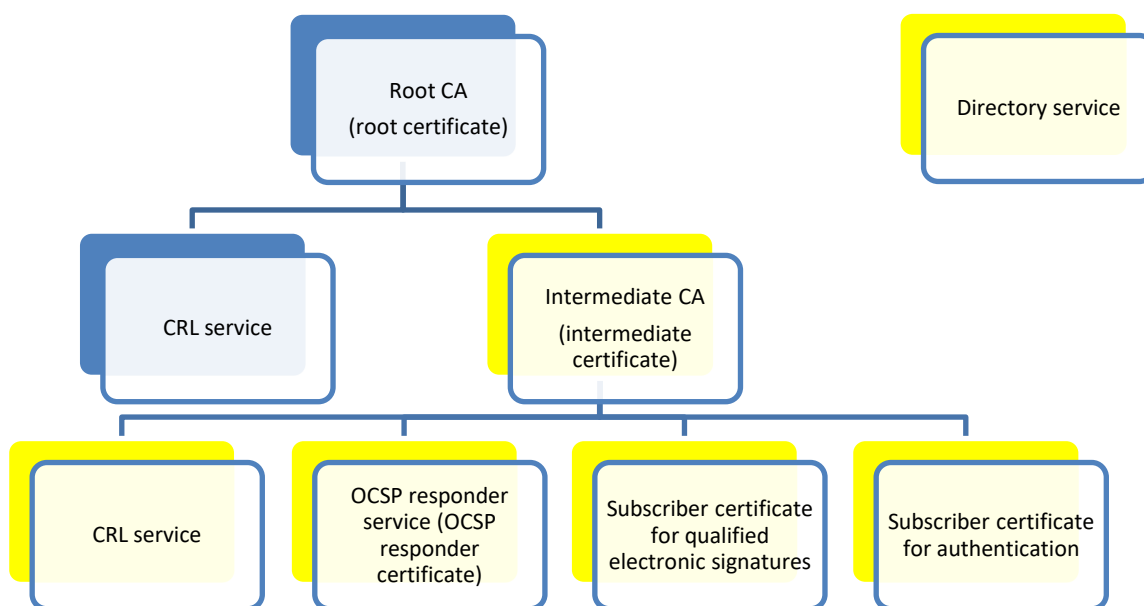 Root CA
(root certificate)
Directory service
CRL service
Intermediate CA
(intermediate
certificate)
CRL service
OCSP responder
service (OCSP
responder
certificate)
Subscriber certificate
for qualified
electronic signatures
Subscriber certificate
for authentication